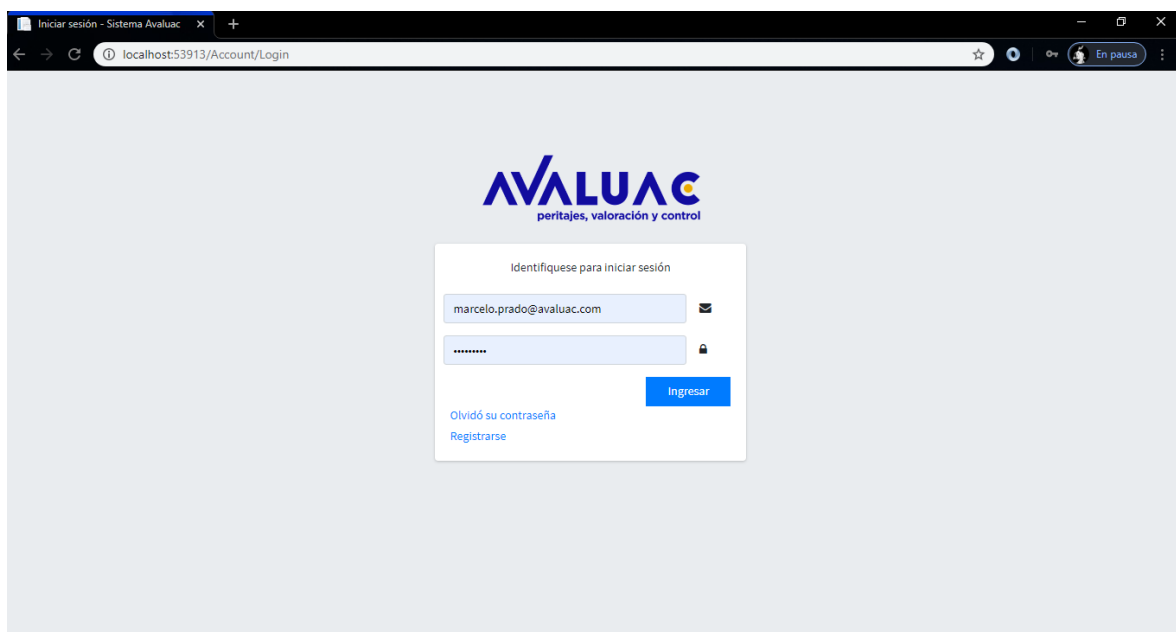 Iniciar sesión - Sistema Avaluac
localhost:53913/Account/Login
En pausa
AVALUAC
peritajes, valoración y control
Identifiquese para iniciar sesión
marcelo.prado@avaluac.com
•••••••••
Ingresar
Olvidó su contraseña
Registrarse